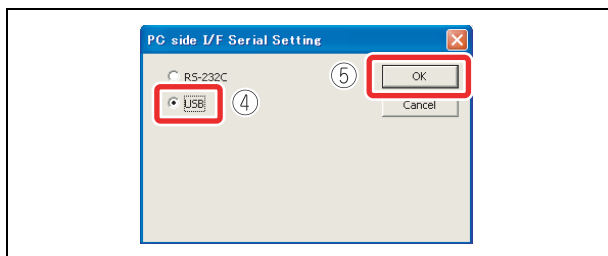 PC side I/F Serial Setting
RS-232C
⑤
OK
USB
④
Cancel